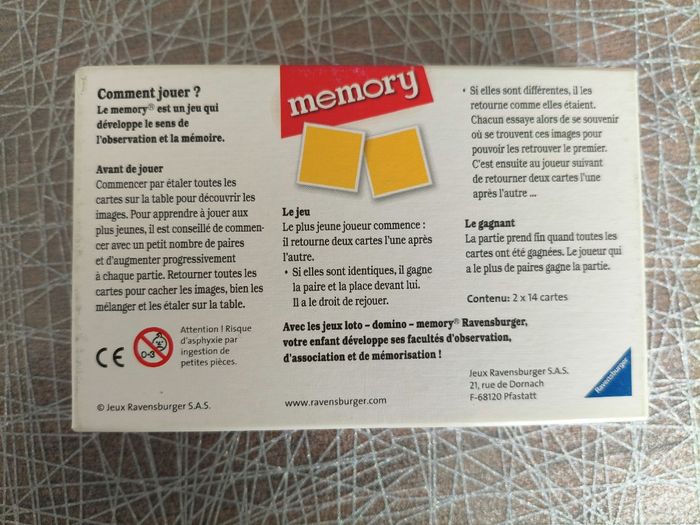 Comment jouer ?
Le memory® est un jeu qui
développe le sens de
l'observation et la mémoire.
Avant de jouer
Commencer par étaler toutes les
cartes sur la table pour découvrir les
images. Pour apprendre à jouer aux
plus jeunes, il est conseillé de commen-
cer avec un petit nombre de paires
et d'augmenter progressivement
à chaque partie. Retourner toutes les
cartes pour cacher les images, bien les
mélanger et les étaler sur la table.
CE
0-3
Attention ! Risque
d'asphyxie par
ingestion de
petites pièces.
© Jeux Ravensburger S.A.S.
memory
Le jeu
Le plus jeune joueur commence :
il retourne deux cartes l'une après
l'autre.
• Si elles sont identiques, il gagne
la paire et la place devant lui.
Il a le droit de rejouer.
• Si elles sont différentes, il les
retourne comme elles étaient.
Chacun essaye alors de se souvenir
où se trouvent ces images pour
pouvoir les retrouver le premier.
C'est ensuite au joueur suivant
de retourner deux cartes l'une
après l'autre ...
Le gagnant
La partie prend fin quand toutes les
cartes ont été gagnées. Le joueur qui
a le plus de paires gagne la partie.
Contenu: 2 x 14 cartes
Avec les jeux loto – domino – memory® Ravensburger,
votre enfant développe ses facultés d'observation,
d'association et de mémorisation !
www.ravensburger.com
Jeux Ravensburger S.A.S.
21, rue de Dornach
F-68120 Pfastatt
Ravensburger